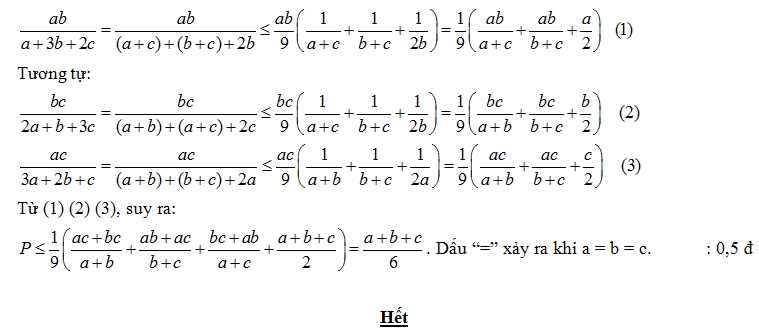 \frac{ab}{a+3b+2c} = \frac{ab}{(a+c)+(b+c)+2b} \le \frac{ab}{9}\left(\frac{1}{a+c}+\frac{1}{b+c}+\frac{1}{2b}\right) = \frac{1}{9}\left(\frac{ab}{a+c}+\frac{ab}{b+c}+\frac{a}{2}\right) (1)
Tương tự:
\frac{bc}{2a+b+3c} = \frac{bc}{(a+b)+(a+c)+2c} \le \frac{bc}{9}\left(\frac{1}{a+c}+\frac{1}{b+c}+\frac{1}{2b}\right) = \frac{1}{9}\left(\frac{bc}{a+b}+\frac{bc}{b+c}+\frac{b}{2}\right) (2)
\frac{ac}{3a+2b+c} = \frac{ac}{(a+b)+(b+c)+2a} \le \frac{ac}{9}\left(\frac{1}{a+b}+\frac{1}{b+c}+\frac{1}{2a}\right) = \frac{1}{9}\left(\frac{ac}{a+b}+\frac{ac}{b+c}+\frac{c}{2}\right) (3)
Từ (1) (2) (3), suy ra:
P \le \frac{1}{9}\left(\frac{ac+bc}{a+b}+\frac{ab+ac}{b+c}+\frac{bc+ab}{a+c}+\frac{a+b+c}{2}\right) = \frac{a+b+c}{6}. Dấu “=” xảy ra khi a = b = c. : 0,5 đ
Hết